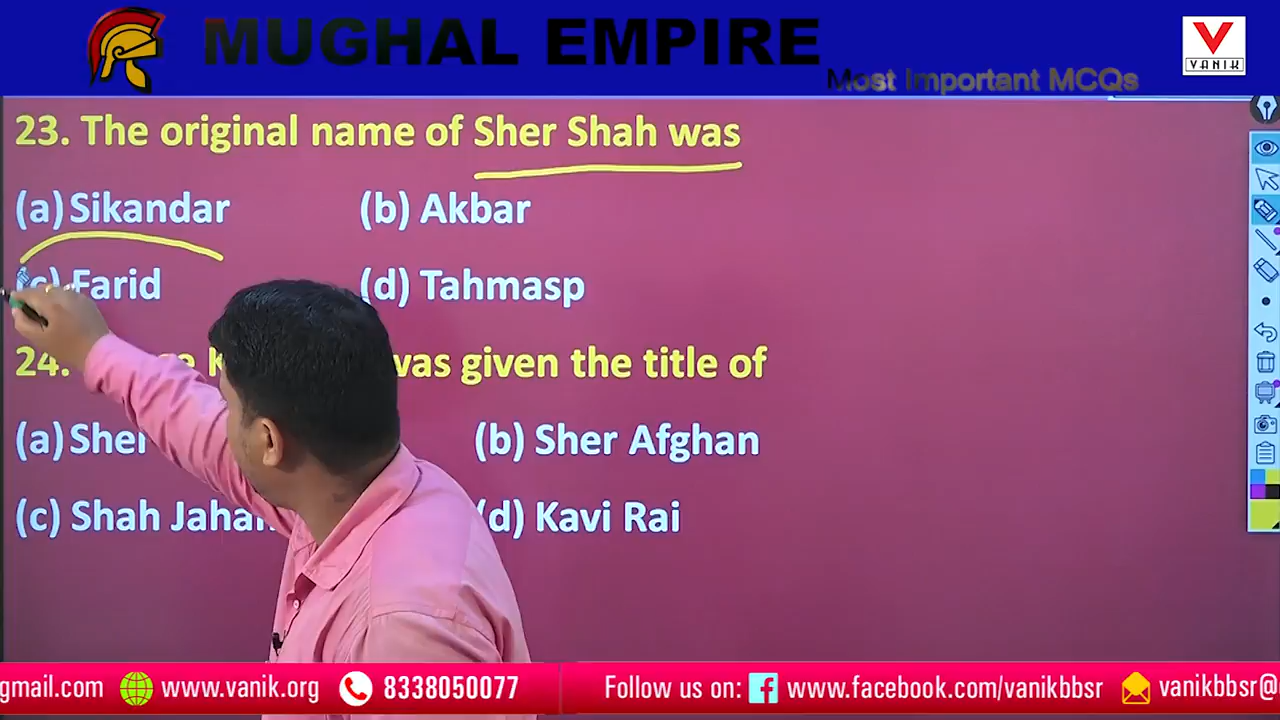 MUGHAL EMPIRE
Most Important MCQs
VANIK
23. The original name of Sher Shah was
(a) Sikandar (b) Akbar
(c) Farid (d) Tahmasp
24. was given the title of
(a) Sher (b) Sher Afghan
(c) Shah Jahan (d) Kavi Rai
gmail.com www.vanik.org 8338050077 Follow us on: www.facebook.com/vanikbbsr vanikbbsr@